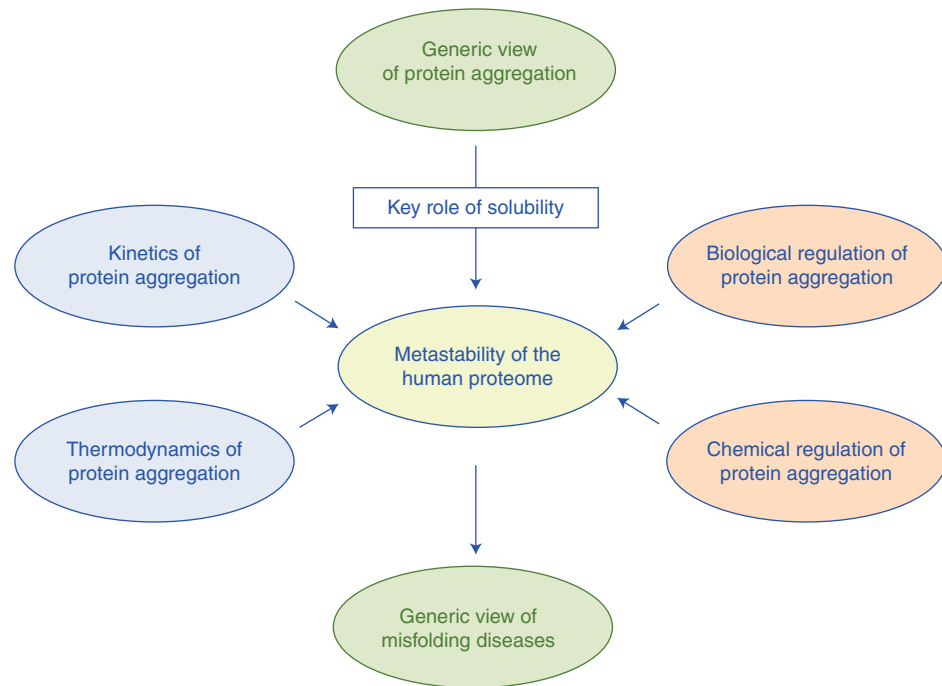 Generic view
of protein aggregation
Key role of solubility
Kinetics of
protein aggregation
Biological regulation of
protein aggregation
Metastability of the
human proteome
Thermodynamics of
protein aggregation
Chemical regulation of
protein aggregation
Generic view of
misfolding diseases